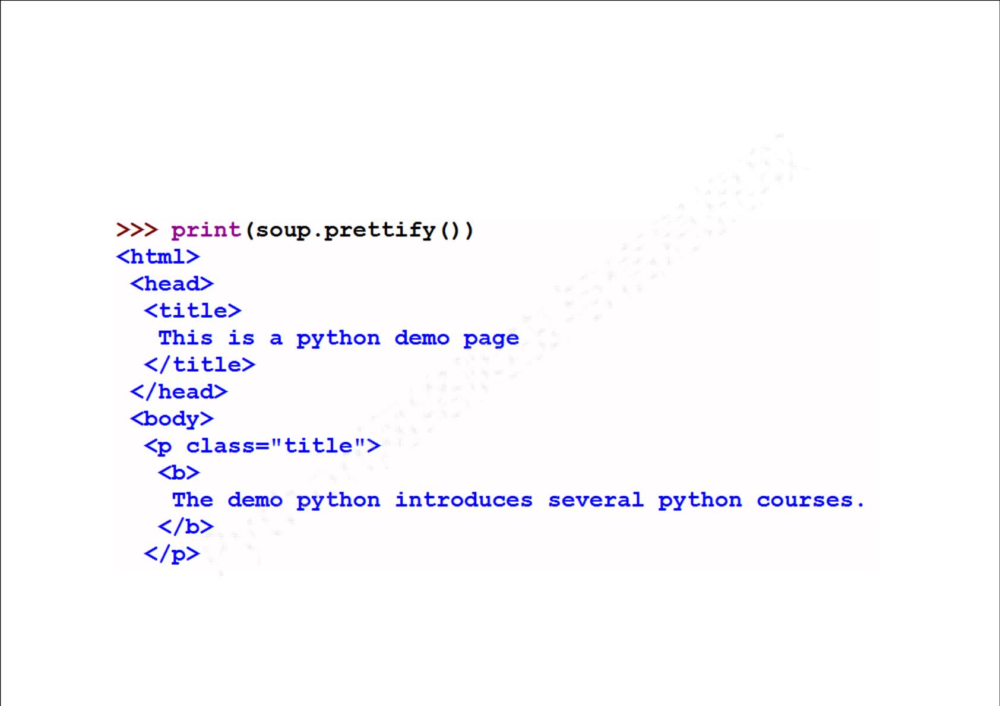 >>> print(soup.prettify())
<html>
 <head>
  <title>
   This is a python demo page
  </title>
 </head>
 <body>
  <p class="title">
   <b>
    The demo python introduces several python courses.
   </b>
  </p>